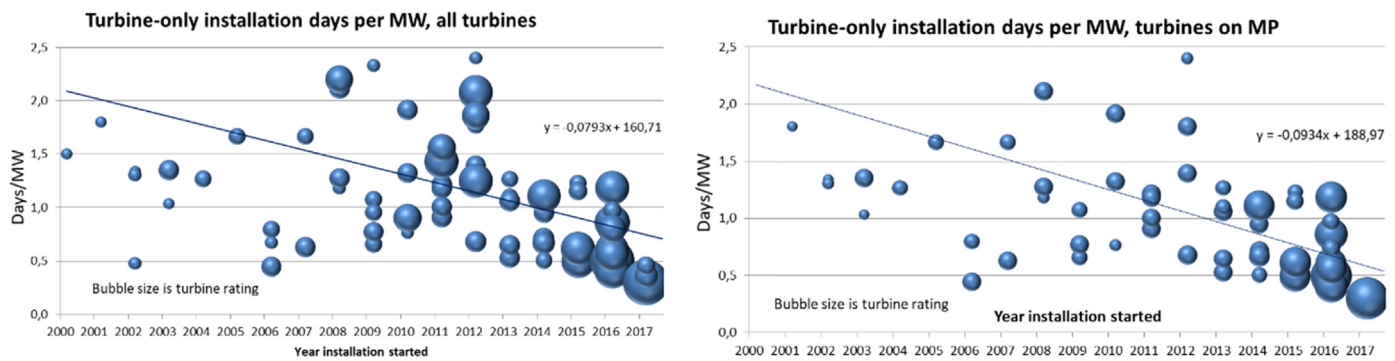 Turbine-only installation days per MW, all turbines
2,5
2,0
1,5
1,0
0,5
0,0
Days/MW
y = -0,0793x + 160,71
Bubble size is turbine rating
2000 2001 2002 2003 2004 2005 2006 2007 2008 2009 2010 2011 2012 2013 2014 2015 2016 2017
Year installation started
Turbine-only installation days per MW, turbines on MP
2,5
2,0
1,5
1,0
0,5
0,0
Days/MW
y = -0,0934x + 188,97
Bubble size is turbine rating
Year installation started
2000 2001 2002 2003 2004 2005 2006 2007 2008 2009 2010 2011 2012 2013 2014 2015 2016 2017